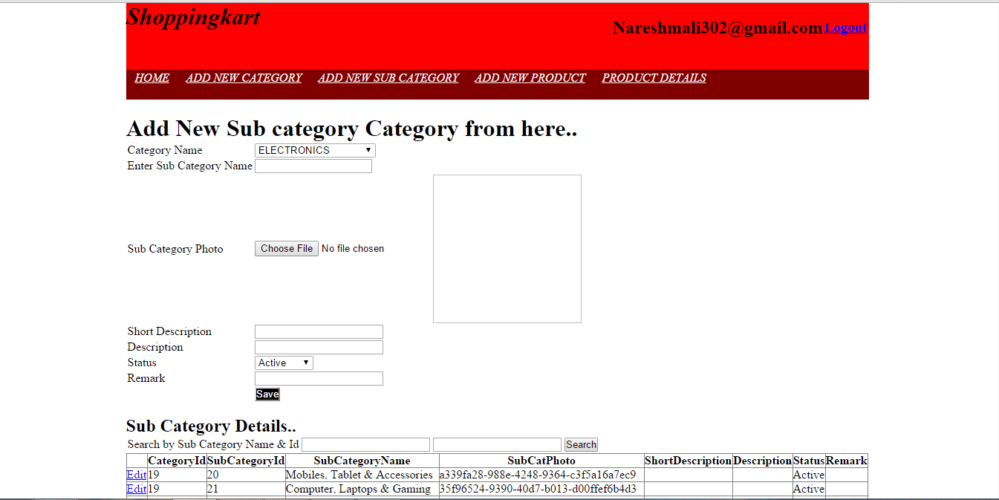 Shoppingkart
Nareshmali302@gmail.com Logout
HOME ADD NEW CATEGORY ADD NEW SUB CATEGORY ADD NEW PRODUCT PRODUCT DETAILS
Add New Sub category Category from here..
Category Name ELECTRONICS
Enter Sub Category Name
Sub Category Photo Choose File No file chosen
Short Description
Description
Status Active
Remark
Save
Sub Category Details..
Search by Sub Category Name & Id Search
CategoryId SubCategoryId SubCategoryName SubCatPhoto ShortDescription Description Status Remark
Edit 19 20 Mobiles, Tablet & Accessories a339fa28-988e-4248-9364-c3f5a16a7ec9 Active
Edit 19 21 Computer, Laptops & Gaming 35f96524-9390-40d7-b013-d00ffef6b4d3 Active